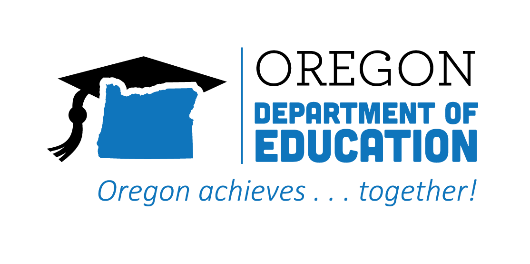 OREGON
DEPARTMENT OF
EDUCATION
Oregon achieves . . . together!